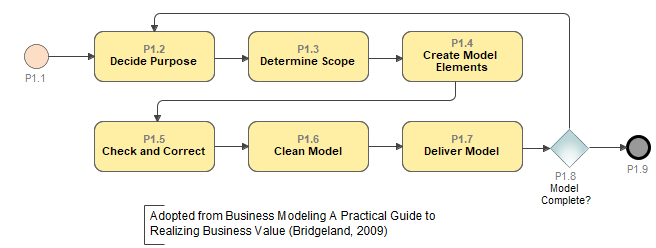 P1.2
Decide Purpose
P1.3
Determine Scope
P1.4
Create Model
Elements
P1.1
P1.5
Check and Correct
P1.6
Clean Model
P1.7
Deliver Model
P1.8
Model
Complete?
P1.9
Adopted from Business Modeling A Practical Guide to
Realizing Business Value (Bridgeland, 2009)